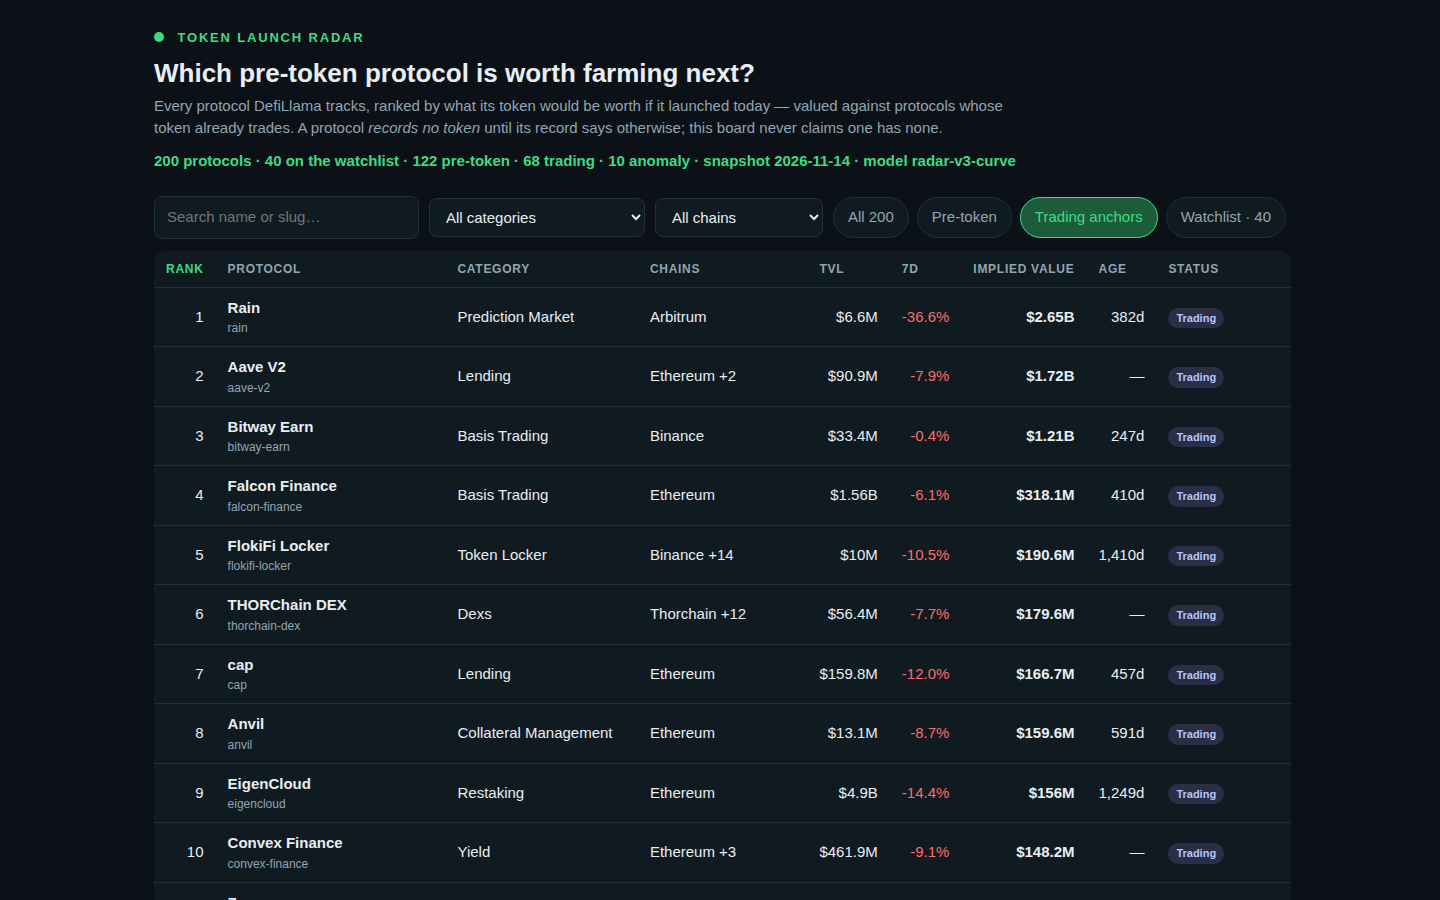 TOKEN LAUNCH RADAR
Which pre-token protocol is worth farming next?
Every protocol DefiLlama tracks, ranked by what its token would be worth if it launched today — valued against protocols whose
token already trades. A protocol records no token until its record says otherwise; this board never claims one has none.
200 protocols · 40 on the watchlist · 122 pre-token · 68 trading · 10 anomaly · snapshot 2026-11-14 · model radar-v3-curve
Search name or slug… All categories All chains All 200 Pre-token Trading anchors Watchlist · 40
RANK PROTOCOL CATEGORY CHAINS TVL 7D IMPLIED VALUE AGE STATUS
1 Rain Prediction Market Arbitrum $6.6M -36.6% $2.65B 382d Trading
rain
2 Aave V2 Lending Ethereum +2 $90.9M -7.9% $1.72B — Trading
aave-v2
3 Bitway Earn Basis Trading Binance $33.4M -0.4% $1.21B 247d Trading
bitway-earn
4 Falcon Finance Basis Trading Ethereum $1.56B -6.1% $318.1M 410d Trading
falcon-finance
5 FlokiFi Locker Token Locker Binance +14 $10M -10.5% $190.6M 1,410d Trading
flokifi-locker
6 THORChain DEX Dexs Thorchain +12 $56.4M -7.7% $179.6M — Trading
thorchain-dex
7 cap Lending Ethereum $159.8M -12.0% $166.7M 457d Trading
cap
8 Anvil Collateral Management Ethereum $13.1M -8.7% $159.6M 591d Trading
anvil
9 EigenCloud Restaking Ethereum $4.9B -14.4% $156M 1,249d Trading
eigencloud
10 Convex Finance Yield Ethereum +3 $461.9M -9.1% $148.2M — Trading
convex-finance